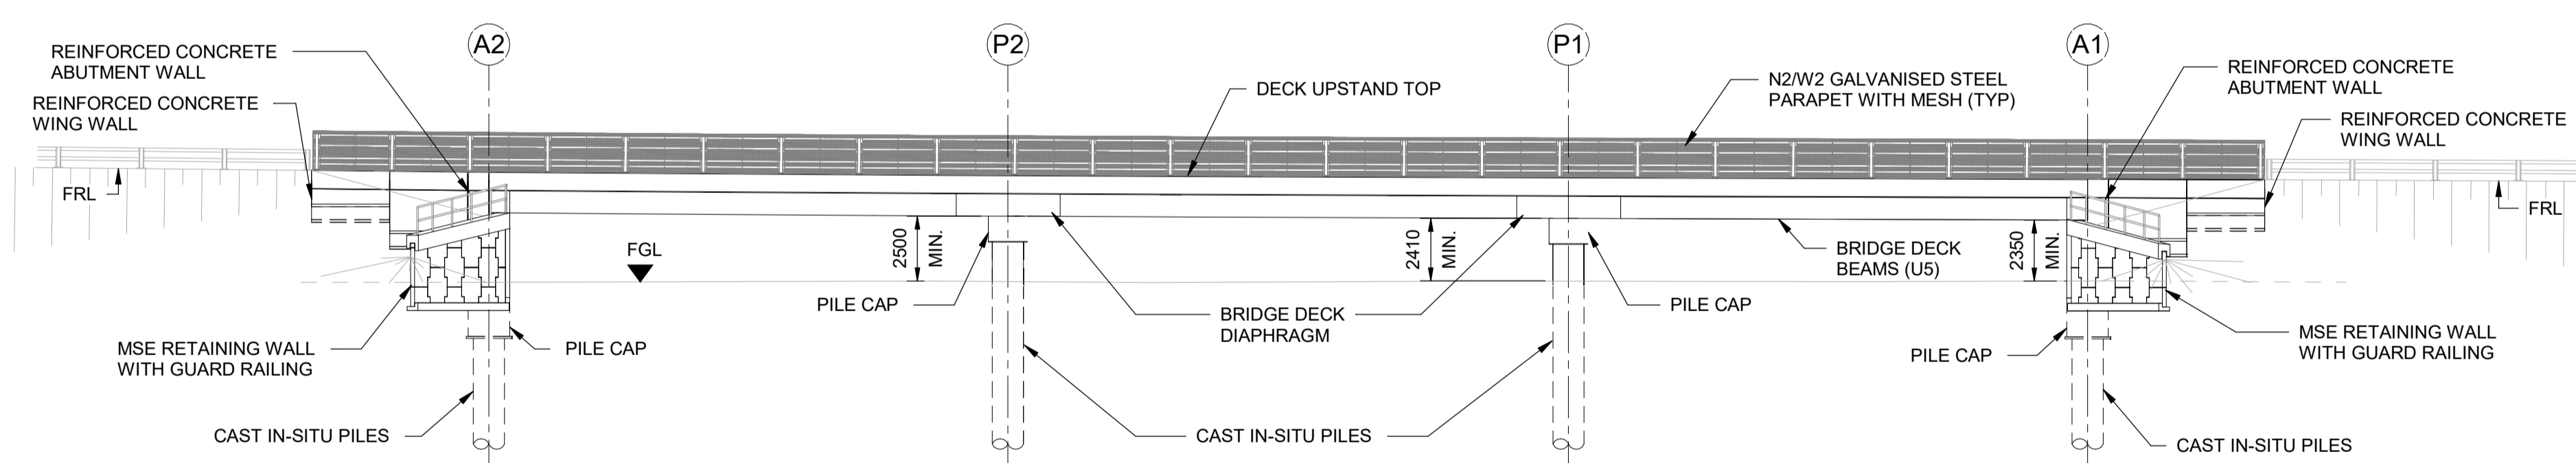 A2
P2
P1
A1
REINFORCED CONCRETE
ABUTMENT WALL
REINFORCED CONCRETE
WING WALL
DECK UPSTAND TOP
N2/W2 GALVANISED STEEL
PARAPET WITH MESH (TYP)
REINFORCED CONCRETE
ABUTMENT WALL
REINFORCED CONCRETE
WING WALL
FRL
FRL
FGL
2500
MIN.
2410
MIN.
2350
MIN.
BRIDGE DECK
BEAMS (U5)
PILE CAP
BRIDGE DECK
DIAPHRAGM
PILE CAP
MSE RETAINING WALL
WITH GUARD RAILING
PILE CAP
PILE CAP
MSE RETAINING WALL
WITH GUARD RAILING
CAST IN-SITU PILES
CAST IN-SITU PILES
CAST IN-SITU PILES